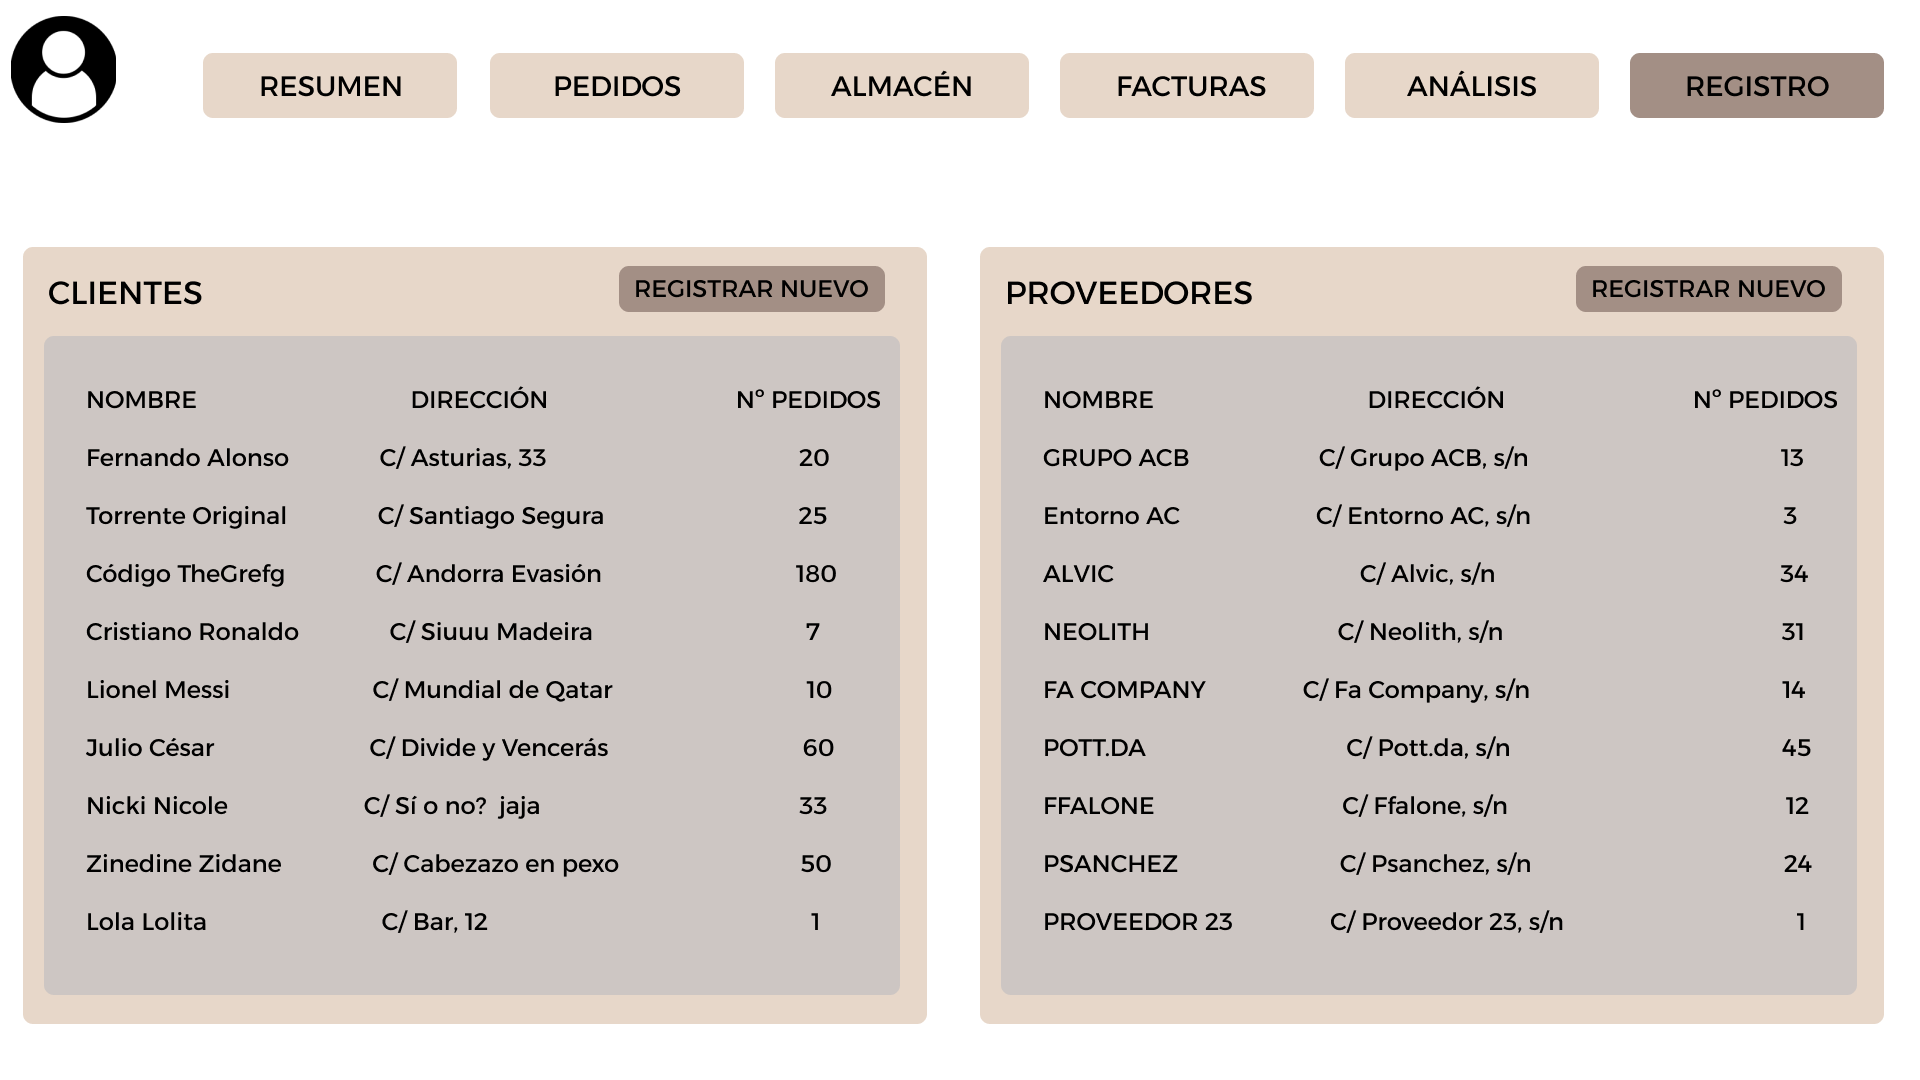 RESUMEN PEDIDOS ALMACÉN FACTURAS ANÁLISIS REGISTRO
CLIENTES REGISTRAR NUEVO
NOMBRE DIRECCIÓN Nº PEDIDOS
Fernando Alonso C/ Asturias, 33 20
Torrente Original C/ Santiago Segura 25
Código TheGrefg C/ Andorra Evasión 180
Cristiano Ronaldo C/ Siuuu Madeira 7
Lionel Messi C/ Mundial de Qatar 10
Julio César C/ Divide y Vencerás 60
Nicki Nicole C/ Sí o no? jaja 33
Zinedine Zidane C/ Cabezazo en pexo 50
Lola Lolita C/ Bar, 12 1
PROVEEDORES REGISTRAR NUEVO
NOMBRE DIRECCIÓN Nº PEDIDOS
GRUPO ACB C/ Grupo ACB, s/n 13
Entorno AC C/ Entorno AC, s/n 3
ALVIC C/ Alvic, s/n 34
NEOLITH C/ Neolith, s/n 31
FA COMPANY C/ Fa Company, s/n 14
POTT.DA C/ Pott.da, s/n 45
FFALONE C/ Ffalone, s/n 12
PSANCHEZ C/ Psanchez, s/n 24
PROVEEDOR 23 C/ Proveedor 23, s/n 1